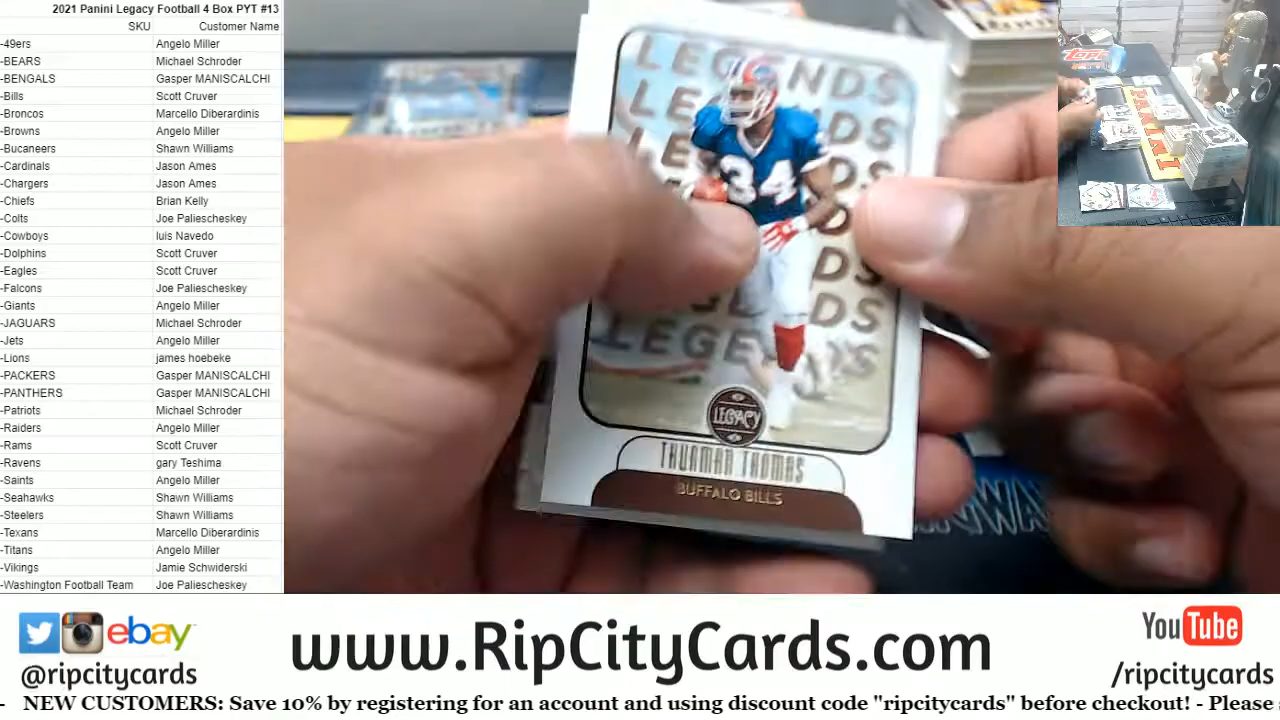 2021 Panini Legacy Football 4 Box PYT #13
SKU Customer Name
-49ers Angelo Miller
-BEARS Michael Schroder
-BENGALS Gasper MANISCALCHI
-Bills Scott Cruver
-Broncos Marcello Diberardinis
-Browns Angelo Miller
-Bucaneers Shawn Williams
-Cardinals Jason Ames
-Chargers Jason Ames
-Chiefs Brian Kelly
-Colts Joe Paliescheskey
-Cowboys luis Navedo
-Dolphins Scott Cruver
-Eagles Scott Cruver
-Falcons Joe Paliescheskey
-Giants Angelo Miller
-JAGUARS Michael Schroder
-Jets Angelo Miller
-Lions james hoebeke
-PACKERS Gasper MANISCALCHI
-PANTHERS Gasper MANISCALCHI
-Patriots Michael Schroder
-Raiders Angelo Miller
-Rams Scott Cruver
-Ravens gary Teshima
-Saints Angelo Miller
-Seahawks Shawn Williams
-Steelers Shawn Williams
-Texans Marcello Diberardinis
-Titans Angelo Miller
-Vikings Jamie Schwiderski
-Washington Football Team Joe Paliescheskey
LEGENDS
34
LEGENDS
LEGACY
THURMAN THOMAS
BUFFALO BILLS
PANINI
ebay
@ripcitycards
www.RipCityCards.com
YouTube
/ripcitycards
- NEW CUSTOMERS: Save 10% by registering for an account and using discount code "ripcitycards" before checkout! - Please